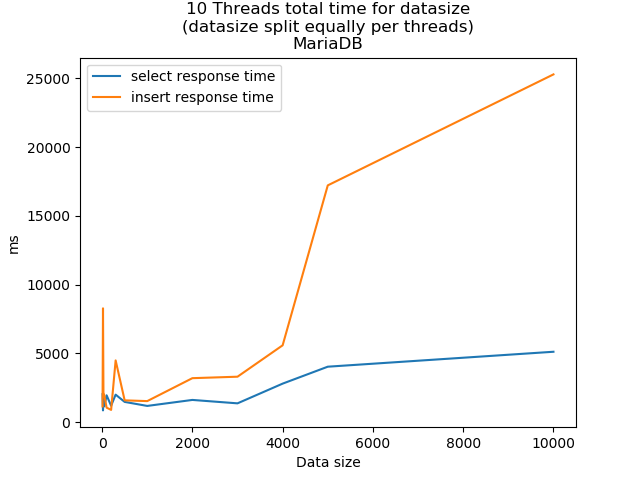 10 Threads total time for datasize
(datasize split equally per threads)
MariaDB
select response time
insert response time
25000
20000
15000
10000
5000
0
ms
0 2000 4000 6000 8000 10000
Data size